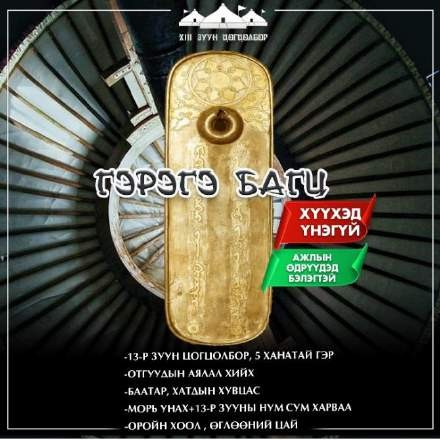 XIII ЗУУН ЦОГЦОЛБОР
ГЭРЭГЭ БАГЦ
ХҮҮХЭД
ҮНЭГҮЙ
АЖЛЫН
ӨДРҮҮДЭД
БЭЛЭГТЭЙ
-13-Р ЗУУН ЦОГЦОЛБОР, 5 ХАНАТАЙ ГЭР
-ОТГУУДЫН АЯЛАЛ ХИЙХ
-БААТАР, ХАТДЫН ХУВЦАС
-МОРЬ УНАХ+13-Р ЗУУНЫ НУМ СУМ ХАРВАА
-ОРОЙН ХООЛ , ӨГЛӨӨНИЙ ЦАЙ